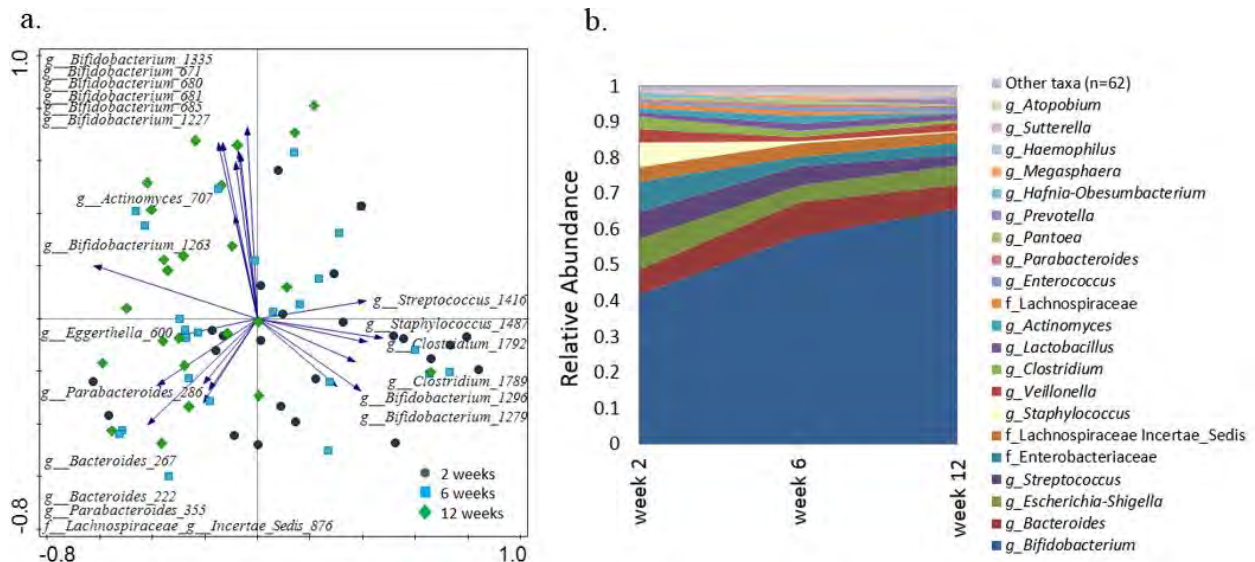 a.
1.0
g__Bifidobacterium_1335
g__Bifidobacterium_671
g__Bifidobacterium_680
g__Bifidobacterium_681
g__Bifidobacterium_685
g__Bifidobacterium_1227
g__Actinomyces_707
g__Bifidobacterium_1263
g__Streptococcus_1416
g__Eggerthella_600
g__Staphylococcus_1487
g__Clostridium_1792
g__Clostridium_1789
g__Parabacteroides_286
g__Bifidobacterium_1296
g__Bifidobacterium_1279
g__Bacteroides_267
g__Bacteroides_222
g__Parabacteroides_355
f__Lachnospiraceae_g__Incertae_Sedis_876
2 weeks
6 weeks
12 weeks
-0.8
-0.8
1.0
b.
Relative Abundance
1
0.9
0.8
0.7
0.6
0.5
0.4
0.3
0.2
0.1
0
week 2
week 6
week 12
Other taxa (n=62)
g_Atopobium
g_Sutterella
g_Haemophilus
g_Megasphaera
g_Hafnia-Obesumbacterium
g_Prevotella
g_Pantoea
g_Parabacteroides
g_Enterococcus
f_Lachnospiraceae
g_Actinomyces
g_Lactobacillus
g_Clostridium
g_Veillonella
g_Staphylococcus
f_Lachnospiraceae Incertae_Sedis
f_Enterobacteriaceae
g_Streptococcus
g_Escherichia-Shigella
g_Bacteroides
g_Bifidobacterium